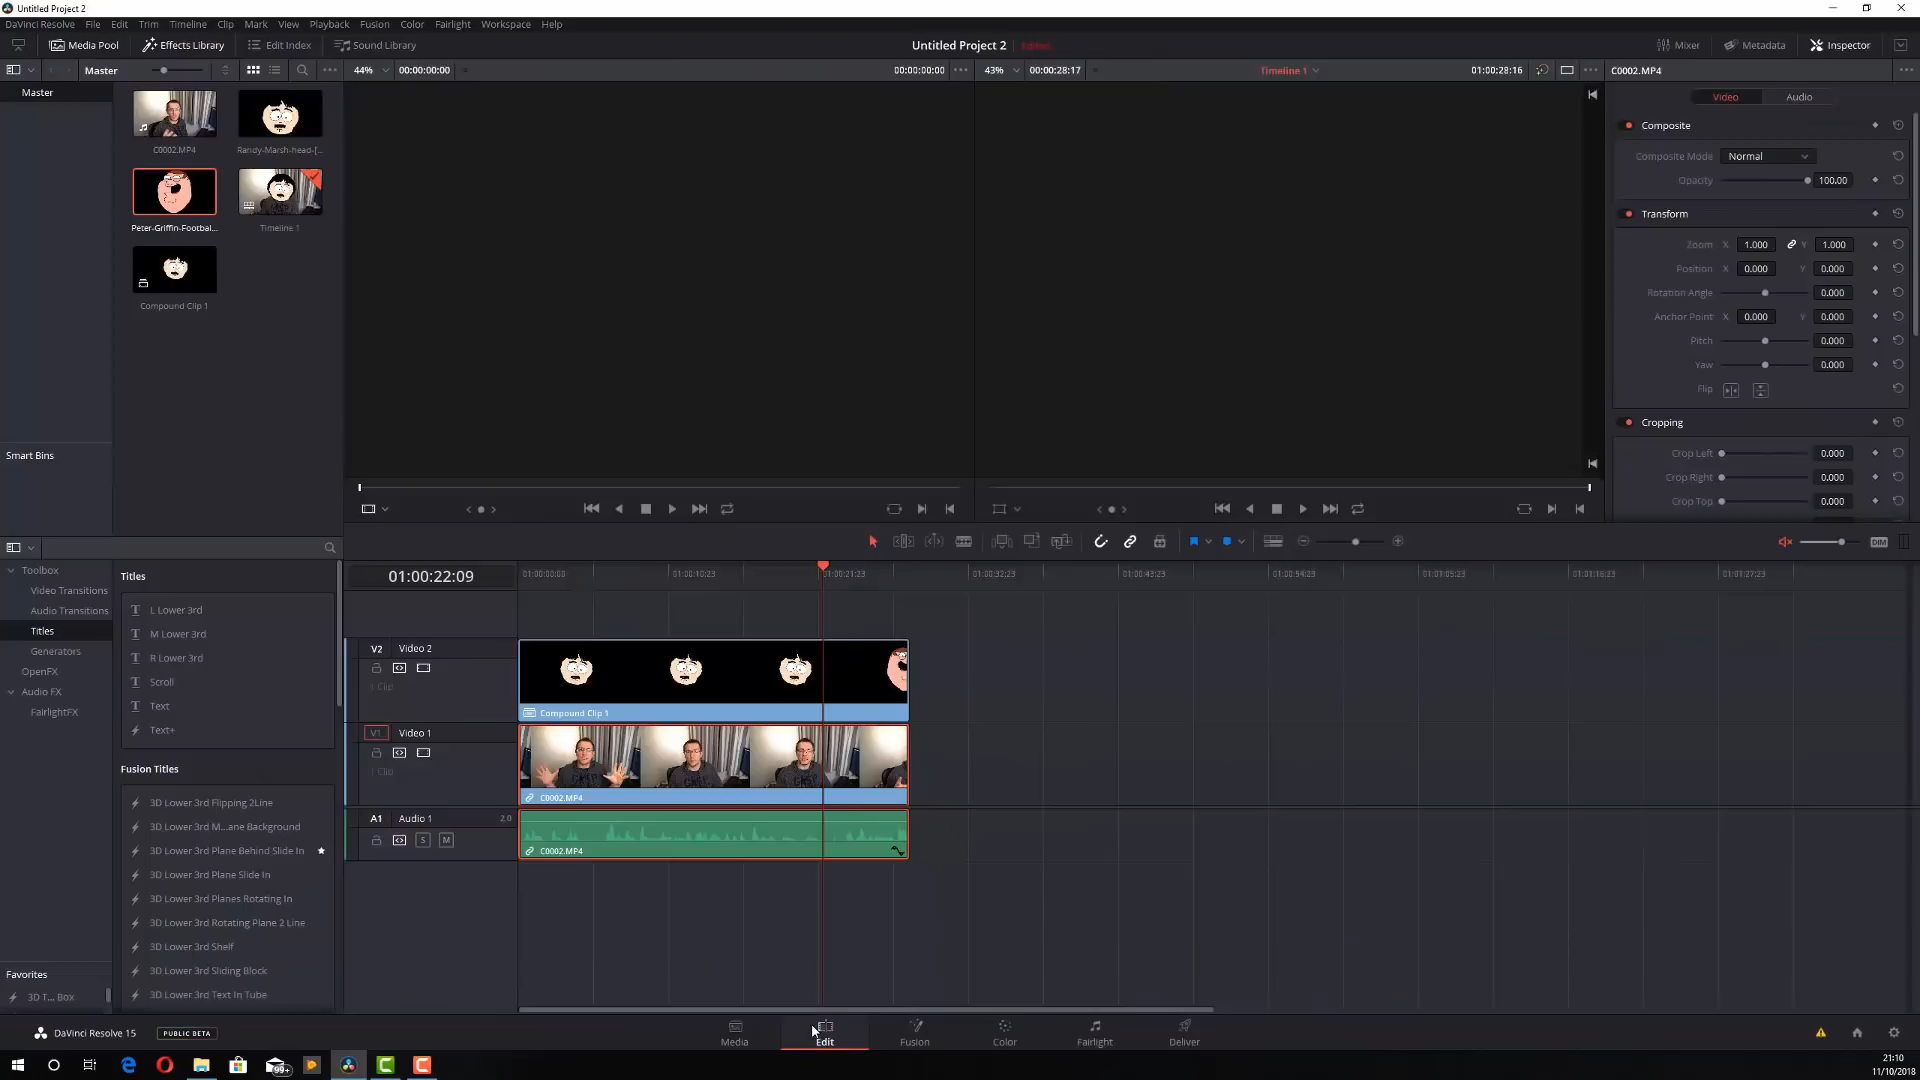 Untitled Project 2
DaVinci Resolve File Edit Trim Timeline Clip Mark View Playback Fusion Color Fairlight Workspace Help
Media Pool Effects Library Edit Index Sound Library Untitled Project 2 Edited Mixer Metadata Inspector
Master 44% 00:00:00:00 00:00:00:00 43% 00:00:28:17 Timeline 1 01:00:28:16 C0002.MP4
Master
Video Audio
Composite
C0002.MP4 Randy-Marsh-head-[...
Composite Mode Normal
Opacity 100.00
Transform
Peter-Griffin-Footbal... Timeline 1
Zoom X 1.000 Y 1.000
Position X 0.000 Y 0.000
Rotation Angle 0.000
Compound Clip 1
Anchor Point X 0.000 Y 0.000
Pitch 0.000
Yaw 0.000
Flip
Cropping
Smart Bins
Crop Left 0.000
Crop Right 0.000
Crop Top 0.000
DIM
Toolbox
Video Transitions
Audio Transitions
Titles
Generators
OpenFX
Audio FX
FairlightFX
Favorites
3D T... Box
Titles
L Lower 3rd
M Lower 3rd
R Lower 3rd
Scroll
Text
Text+
Fusion Titles
3D Lower 3rd Flipping 2Line
3D Lower 3rd M...ane Background
3D Lower 3rd Plane Behind Slide In
3D Lower 3rd Plane Slide In
3D Lower 3rd Planes Rotating In
3D Lower 3rd Rotating Plane 2 Line
3D Lower 3rd Shelf
3D Lower 3rd Sliding Block
3D Lower 3rd Text In Tube
01:00:22:09 01:00:00:00 01:00:10:23 01:00:21:23 01:00:32:23 01:00:43:23 01:00:54:23 01:01:05:23 01:01:16:23 01:01:27:23
V2 Video 2
1 Clip
Compound Clip 1
V1 Video 1
1 Clip
C0002.MP4
A1 Audio 1 2.0
S M
C0002.MP4
DaVinci Resolve 15 PUBLIC BETA
Media Edit Fusion Color Fairlight Deliver
99+
21:10
11/10/2018